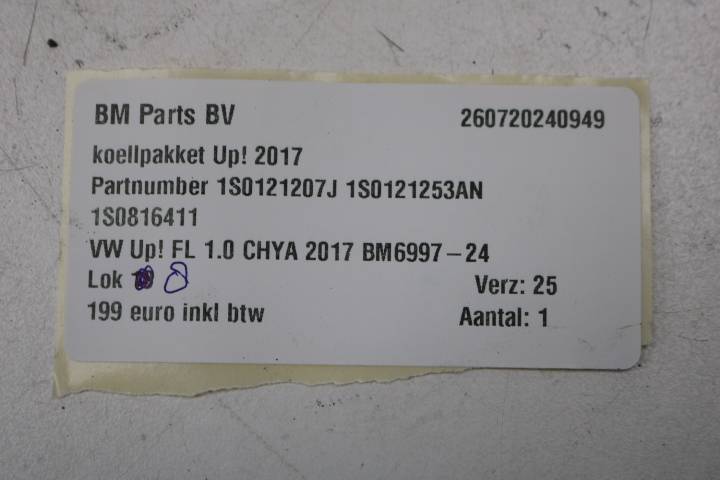 BM Parts BV 260720240949
koellpakket Up! 2017
Partnumber 1S0121207J 1S0121253AN
1S0816411
VW Up! FL 1.0 CHYA 2017 BM6997-24
Lok 8 Verz: 25
199 euro inkl btw Aantal: 1